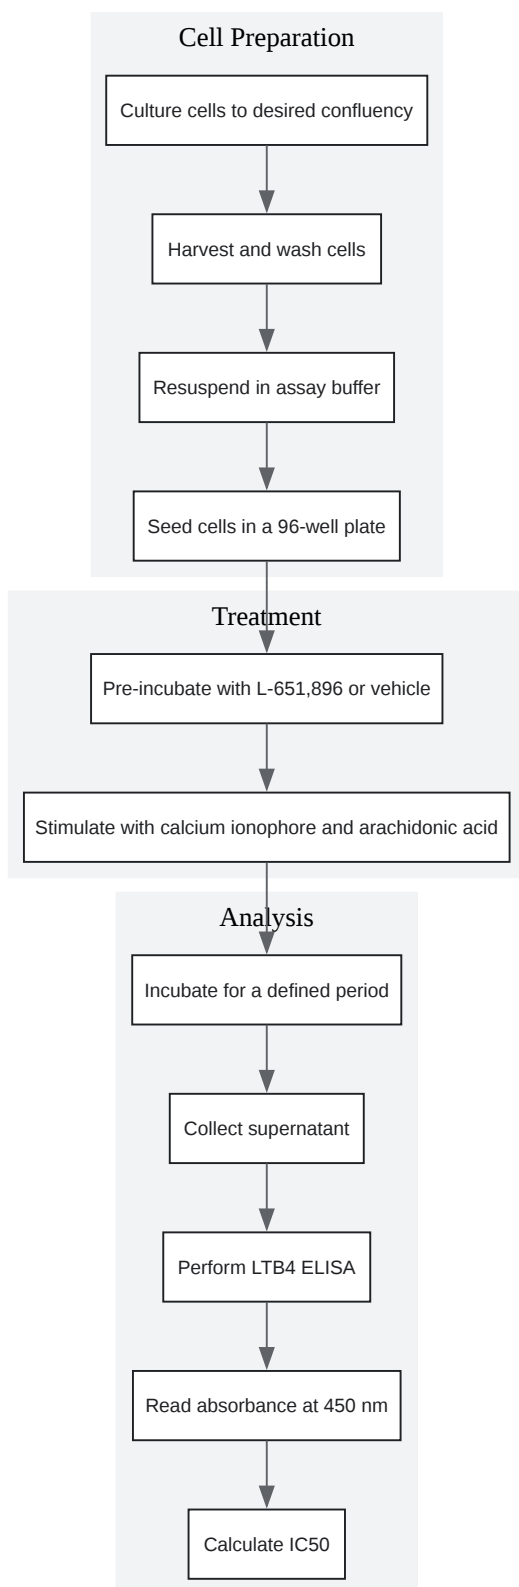 Cell Preparation
Culture cells to desired confluency
Harvest and wash cells
Resuspend in assay buffer
Seed cells in a 96-well plate
Treatment
Pre-incubate with L-651,896 or vehicle
Stimulate with calcium ionophore and arachidonic acid
Analysis
Incubate for a defined period
Collect supernatant
Perform LTB4 ELISA
Read absorbance at 450 nm
Calculate IC50